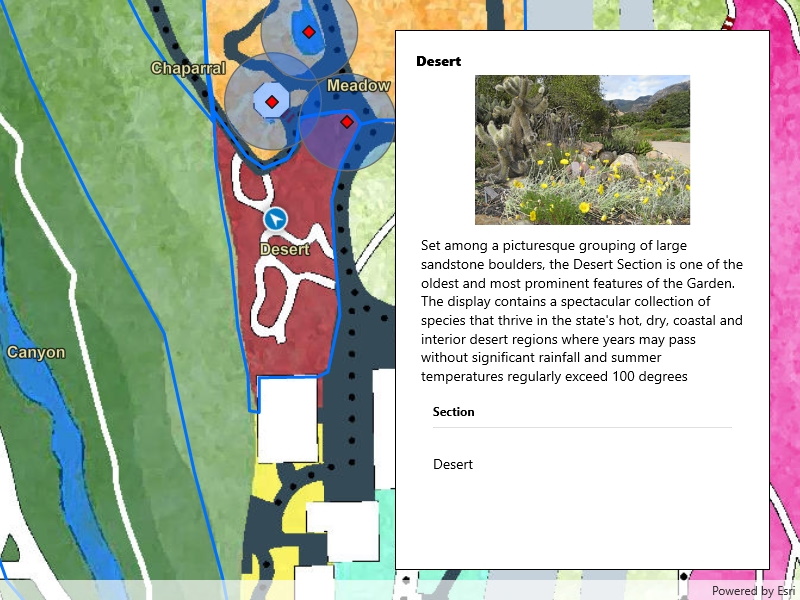 Chaparral
Meadow
Desert
Canyon
Desert
Set among a picturesque grouping of large
sandstone boulders, the Desert Section is one of the
oldest and most prominent features of the Garden.
The display contains a spectacular collection of
species that thrive in the state's hot, dry, coastal and
interior desert regions where years may pass
without significant rainfall and summer
temperatures regularly exceed 100 degrees
Section
Desert
Powered by Esri